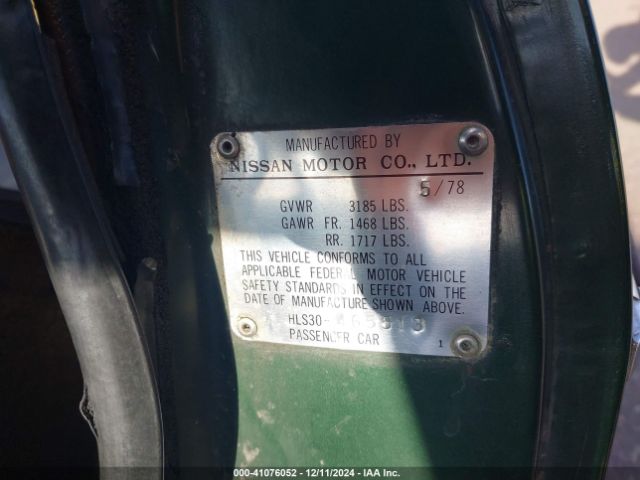 MANUFACTURED BY
NISSAN MOTOR CO., LTD.
5/78
GVWR 3185 LBS.
GAWR FR. 1468 LBS.
RR. 1717 LBS.
THIS VEHICLE CONFORMS TO ALL
APPLICABLE FEDER L MOTOR VEHICLE
SAFETY STANDARDS IN EFFECT ON THE
DATE OF MANUFACTURE SHOWN ABOVE.
HLS30-
PASSENGER CAR 1
000-41076052 - 12/11/2024 - IAA Inc.